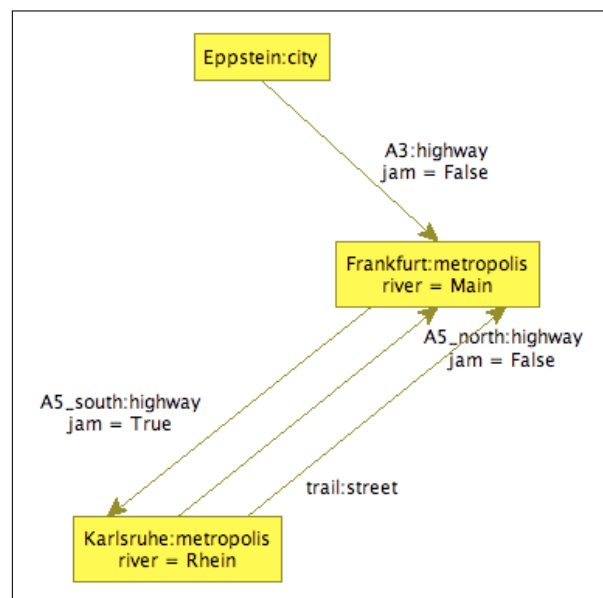 Eppstein:city
A3:highway
jam = False
Frankfurt:metropolis
river = Main
A5_north:highway
jam = False
A5_south:highway
jam = True
trail:street
Karlsruhe:metropolis
river = Rhein